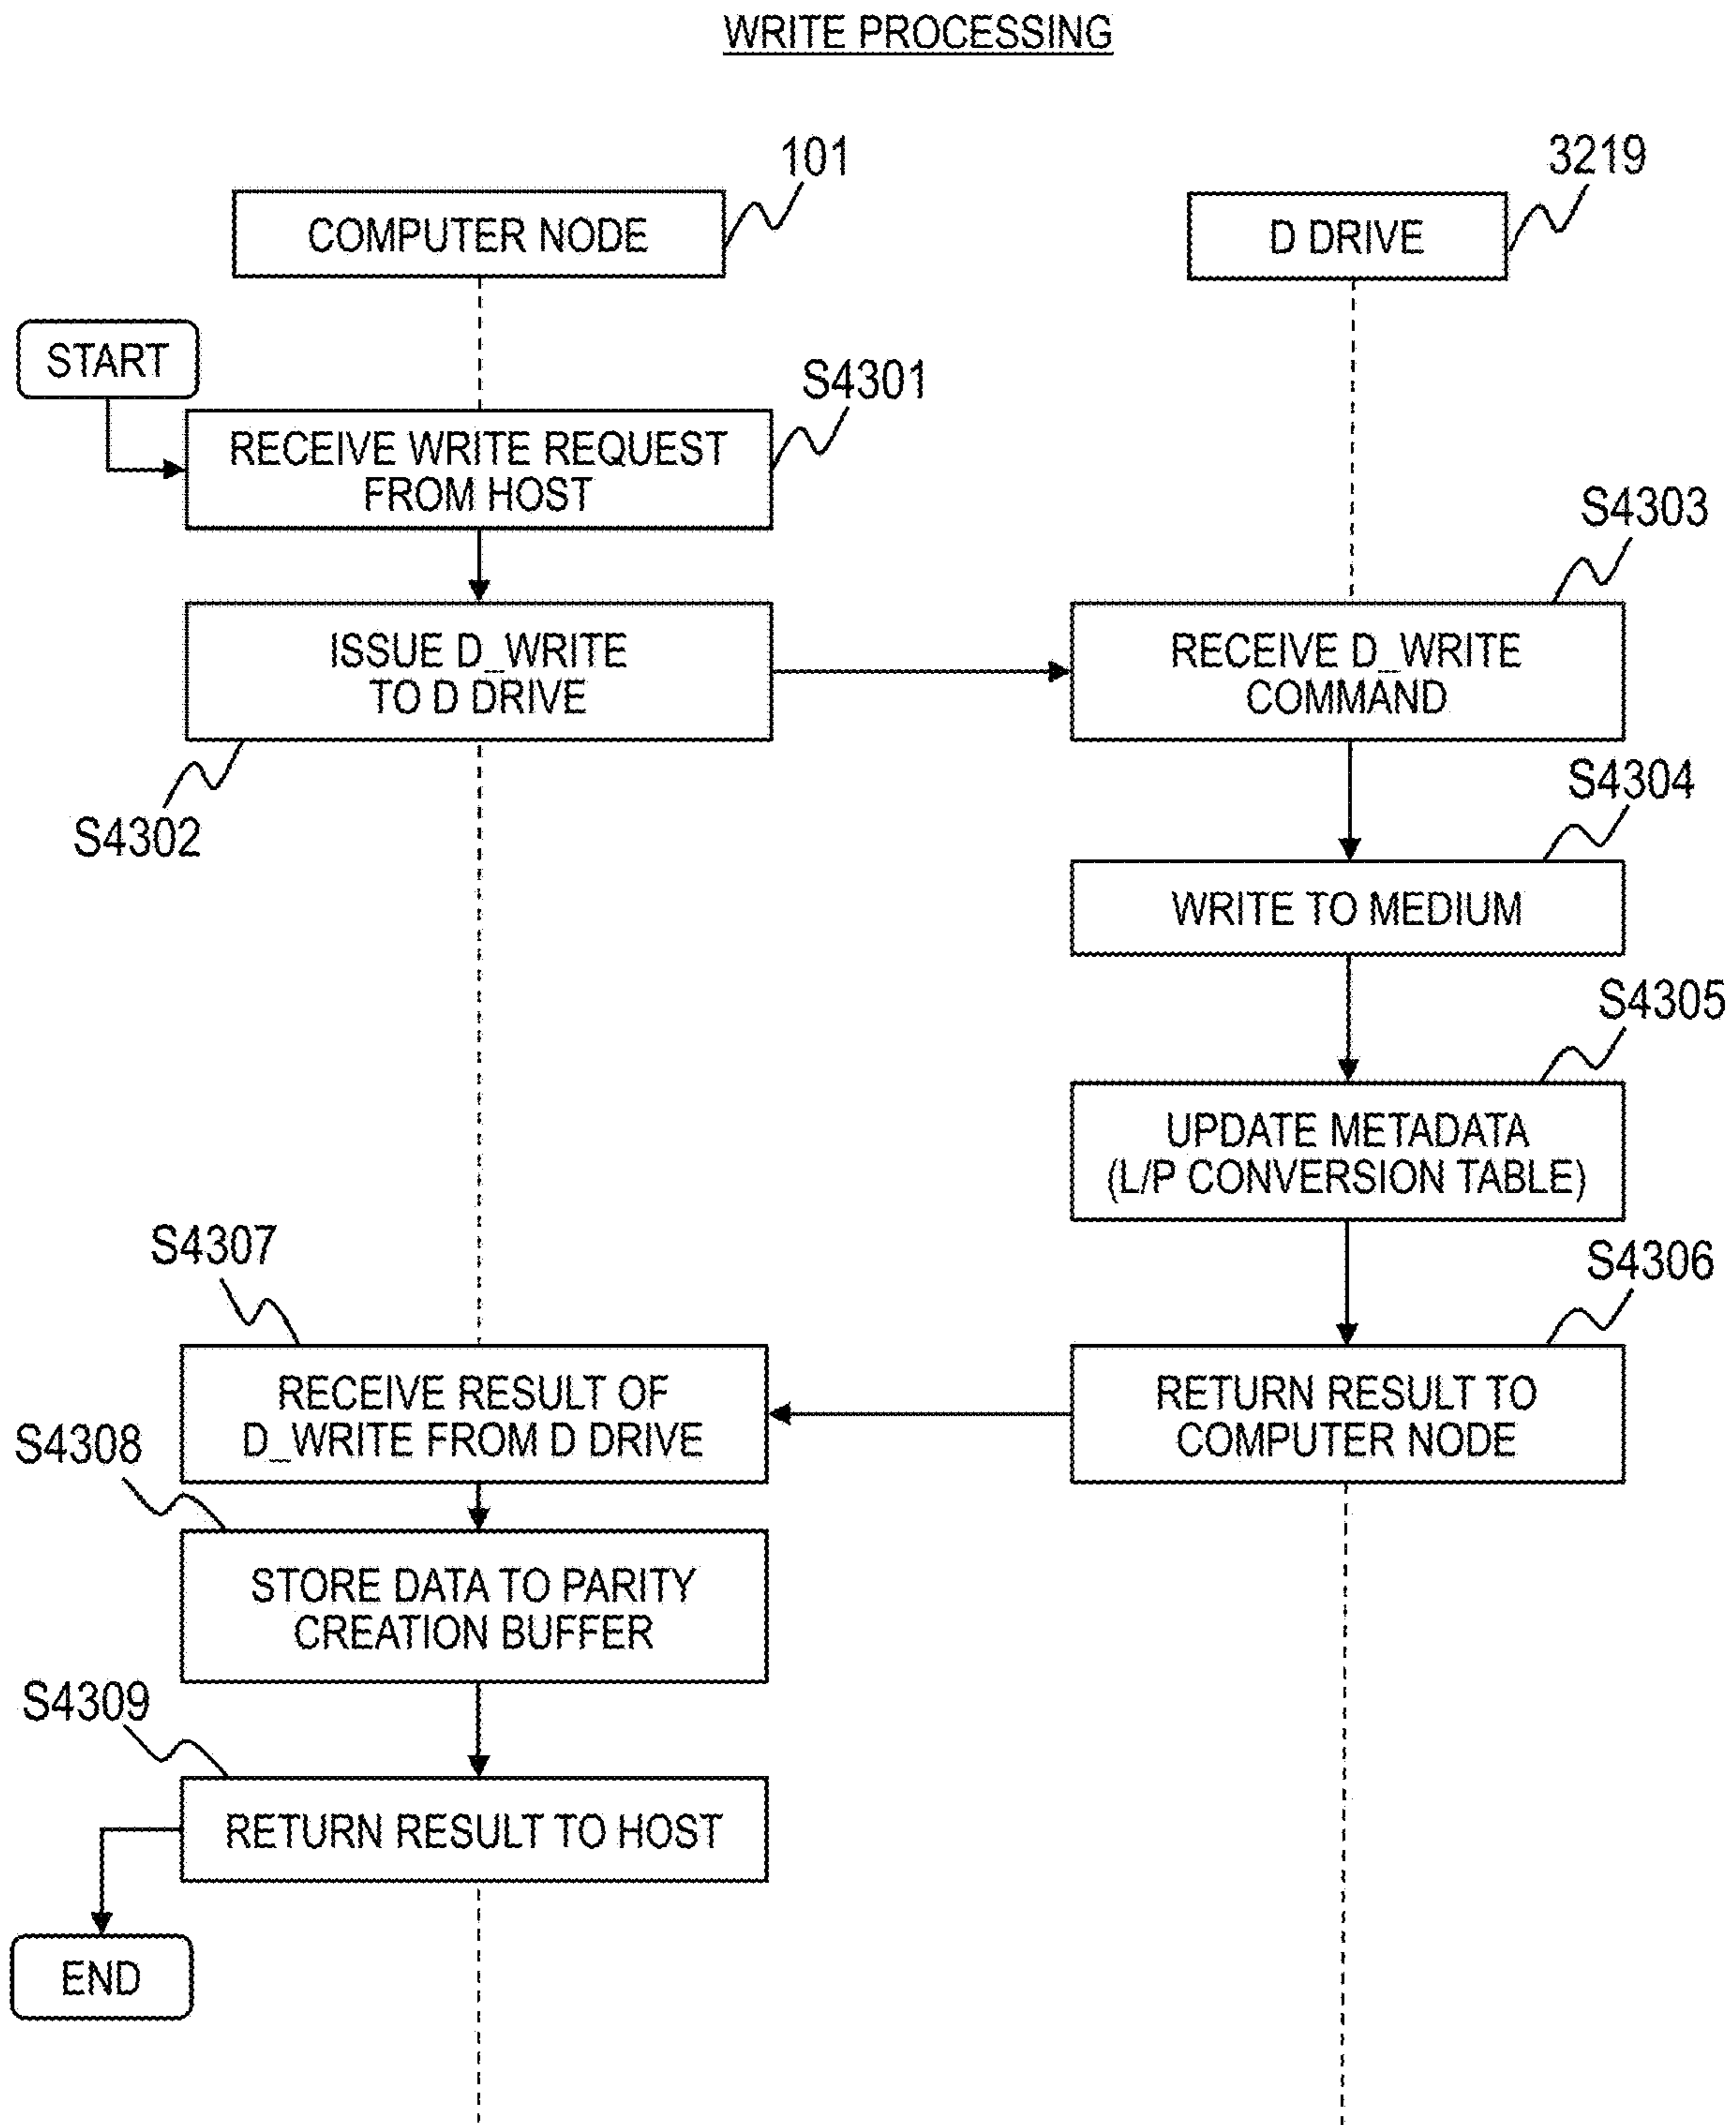 WRITE PROCESSING
101
3219
COMPUTER NODE
D DRIVE
START
S4301
RECEIVE WRITE REQUEST
FROM HOST
S4303
ISSUE D_WRITE
TO D DRIVE
RECEIVE D_WRITE
COMMAND
S4302
S4304
WRITE TO MEDIUM
S4305
UPDATE METADATA
(L/P CONVERSION TABLE)
S4307
S4306
RECEIVE RESULT OF
D_WRITE FROM D DRIVE
RETURN RESULT TO
COMPUTER NODE
S4308
STORE DATA TO PARITY
CREATION BUFFER
S4309
RETURN RESULT TO HOST
END